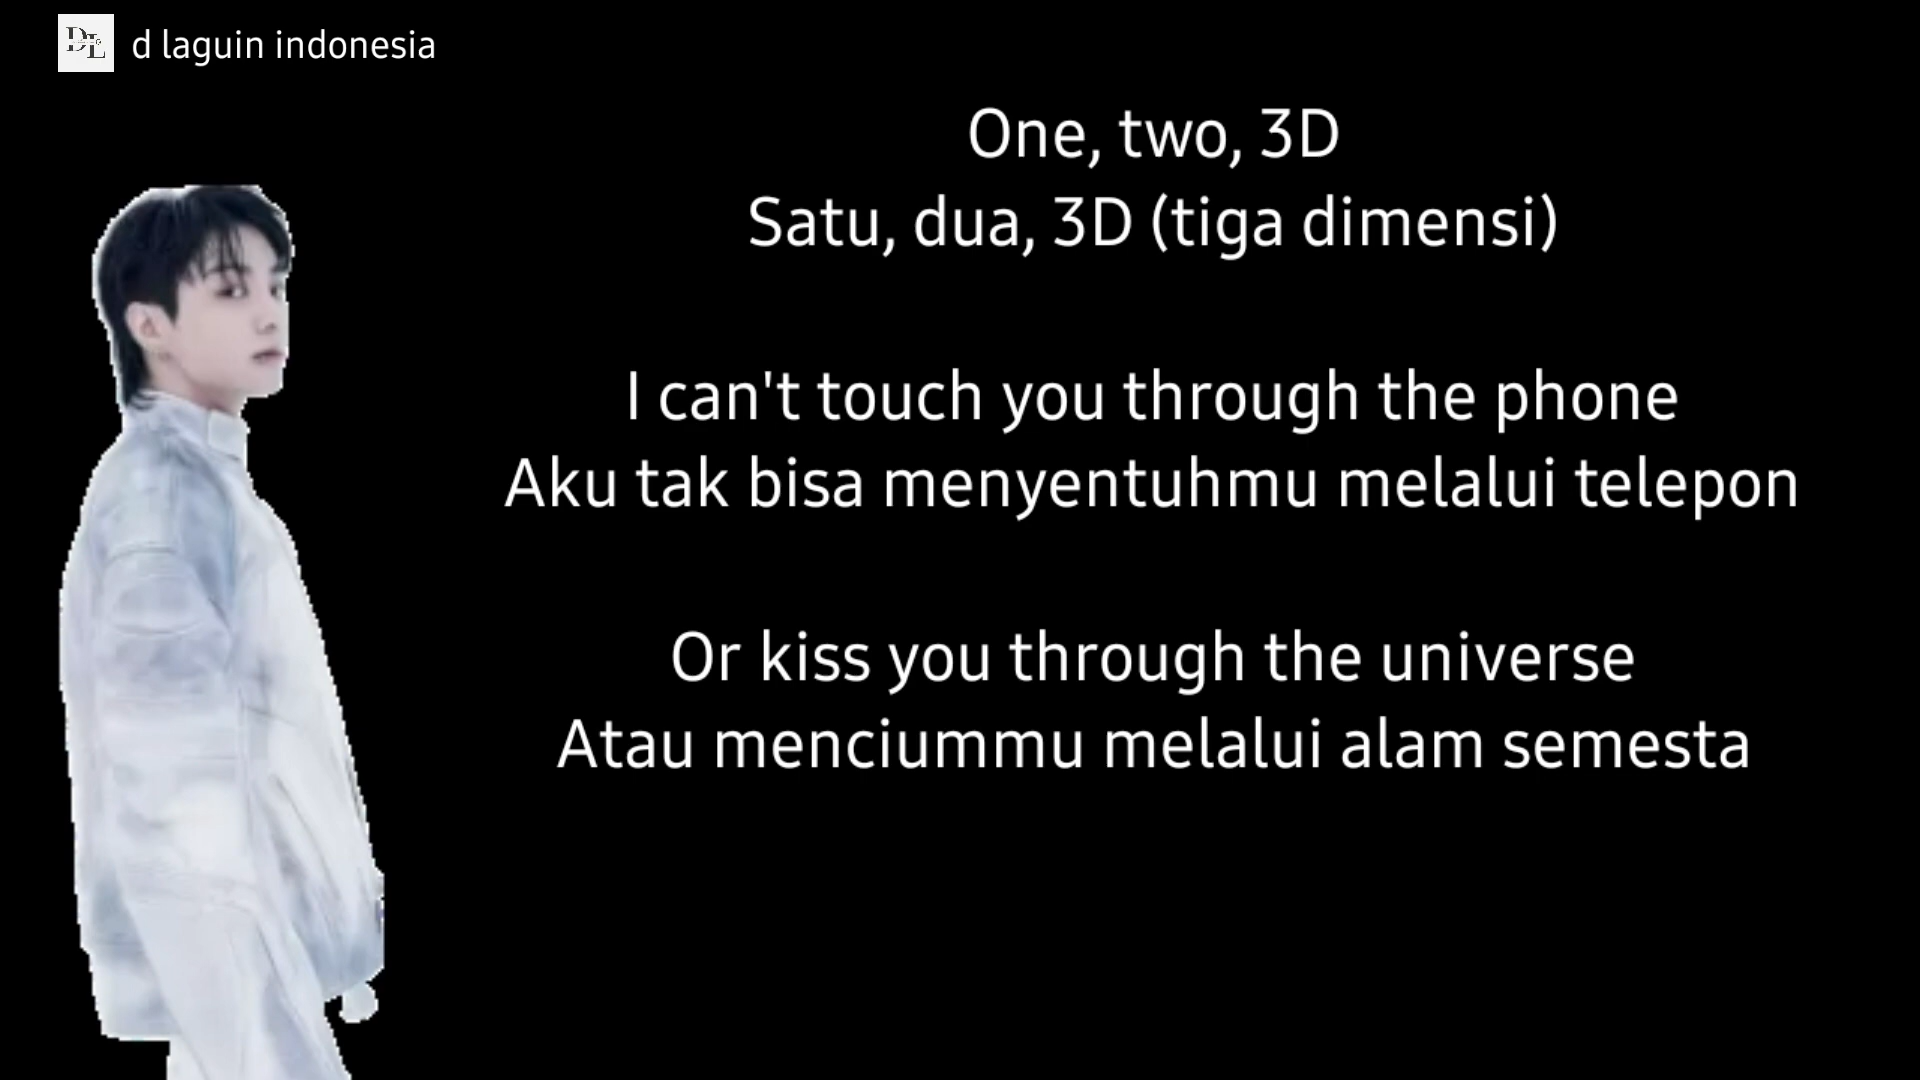 DL
d laguin indonesia
One, two, 3D
Satu, dua, 3D (tiga dimensi)
I can't touch you through the phone
Aku tak bisa menyentuhmu melalui telepon
Or kiss you through the universe
Atau menciummu melalui alam semesta